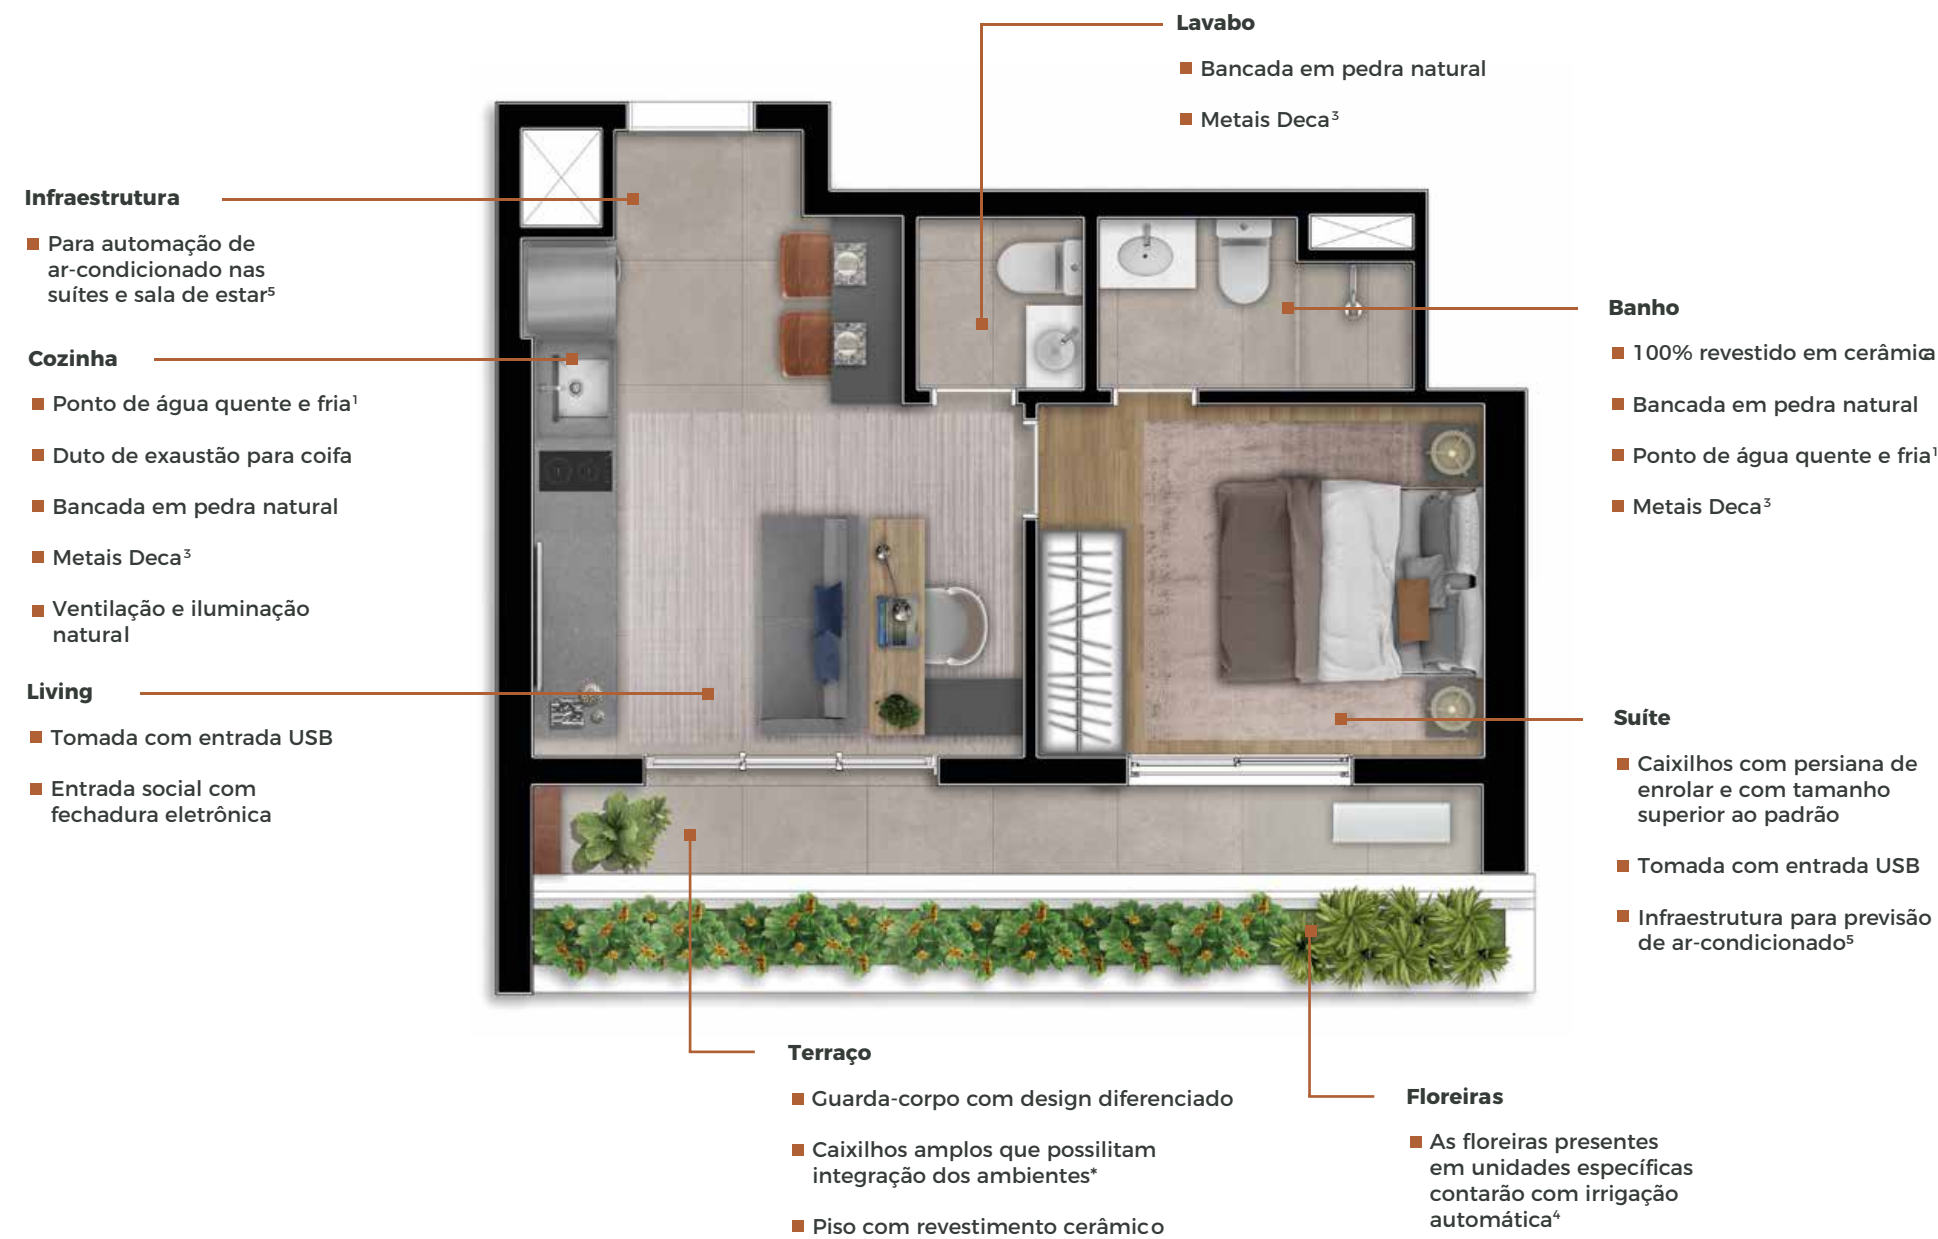 Lavabo
Bancada em pedra natural
Metais Deca³
Infraestrutura
Para automação de
ar-condicionado nas
suítes e sala de estar⁵
Cozinha
Ponto de água quente e fria¹
Duto de exaustão para coifa
Bancada em pedra natural
Metais Deca³
Ventilação e iluminação
natural
Living
Tomada com entrada USB
Entrada social com
fechadura eletrônica
Banho
100% revestido em cerâmica
Bancada em pedra natural
Ponto de água quente e fria¹
Metais Deca³
Suíte
Caixilhos com persiana de
enrolar e com tamanho
superior ao padrão
Tomada com entrada USB
Infraestrutura para previsão
de ar-condicionado⁵
Terraço
Guarda-corpo com design diferenciado
Caixilhos amplos que possilitam
integração dos ambientes*
Piso com revestimento cerâmico
Floreiras
As floreiras presentes
em unidades específicas
contarão com irrigação
automática⁴